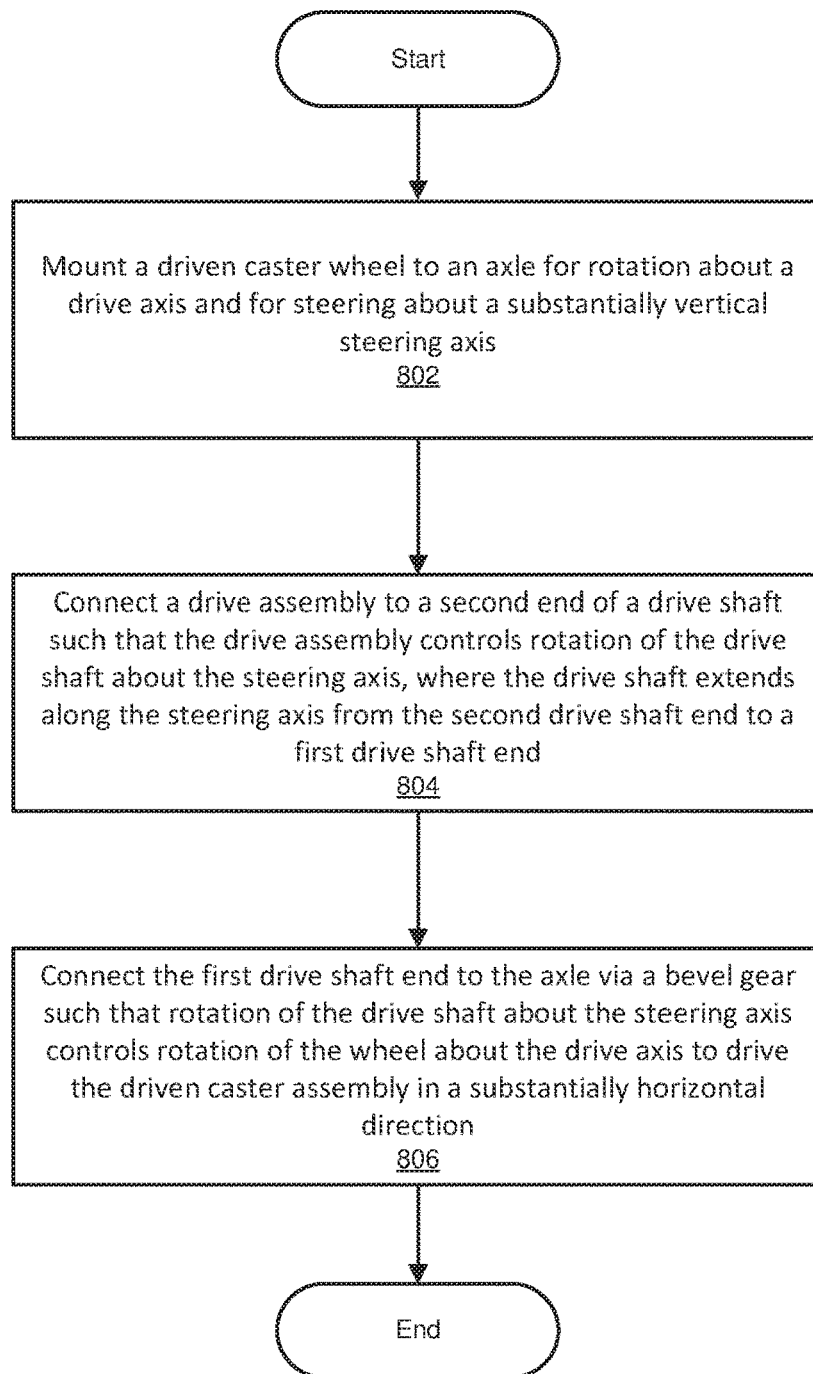 Start
Mount a driven caster wheel to an axle for rotation about a
drive axis and for steering about a substantially vertical
steering axis
802
Connect a drive assembly to a second end of a drive shaft
such that the drive assembly controls rotation of the drive
shaft about the steering axis, where the drive shaft extends
along the steering axis from the second drive shaft end to a
first drive shaft end
804
Connect the first drive shaft end to the axle via a bevel gear
such that rotation of the drive shaft about the steering axis
controls rotation of the wheel about the drive axis to drive
the driven caster assembly in a substantially horizontal
direction
806
End